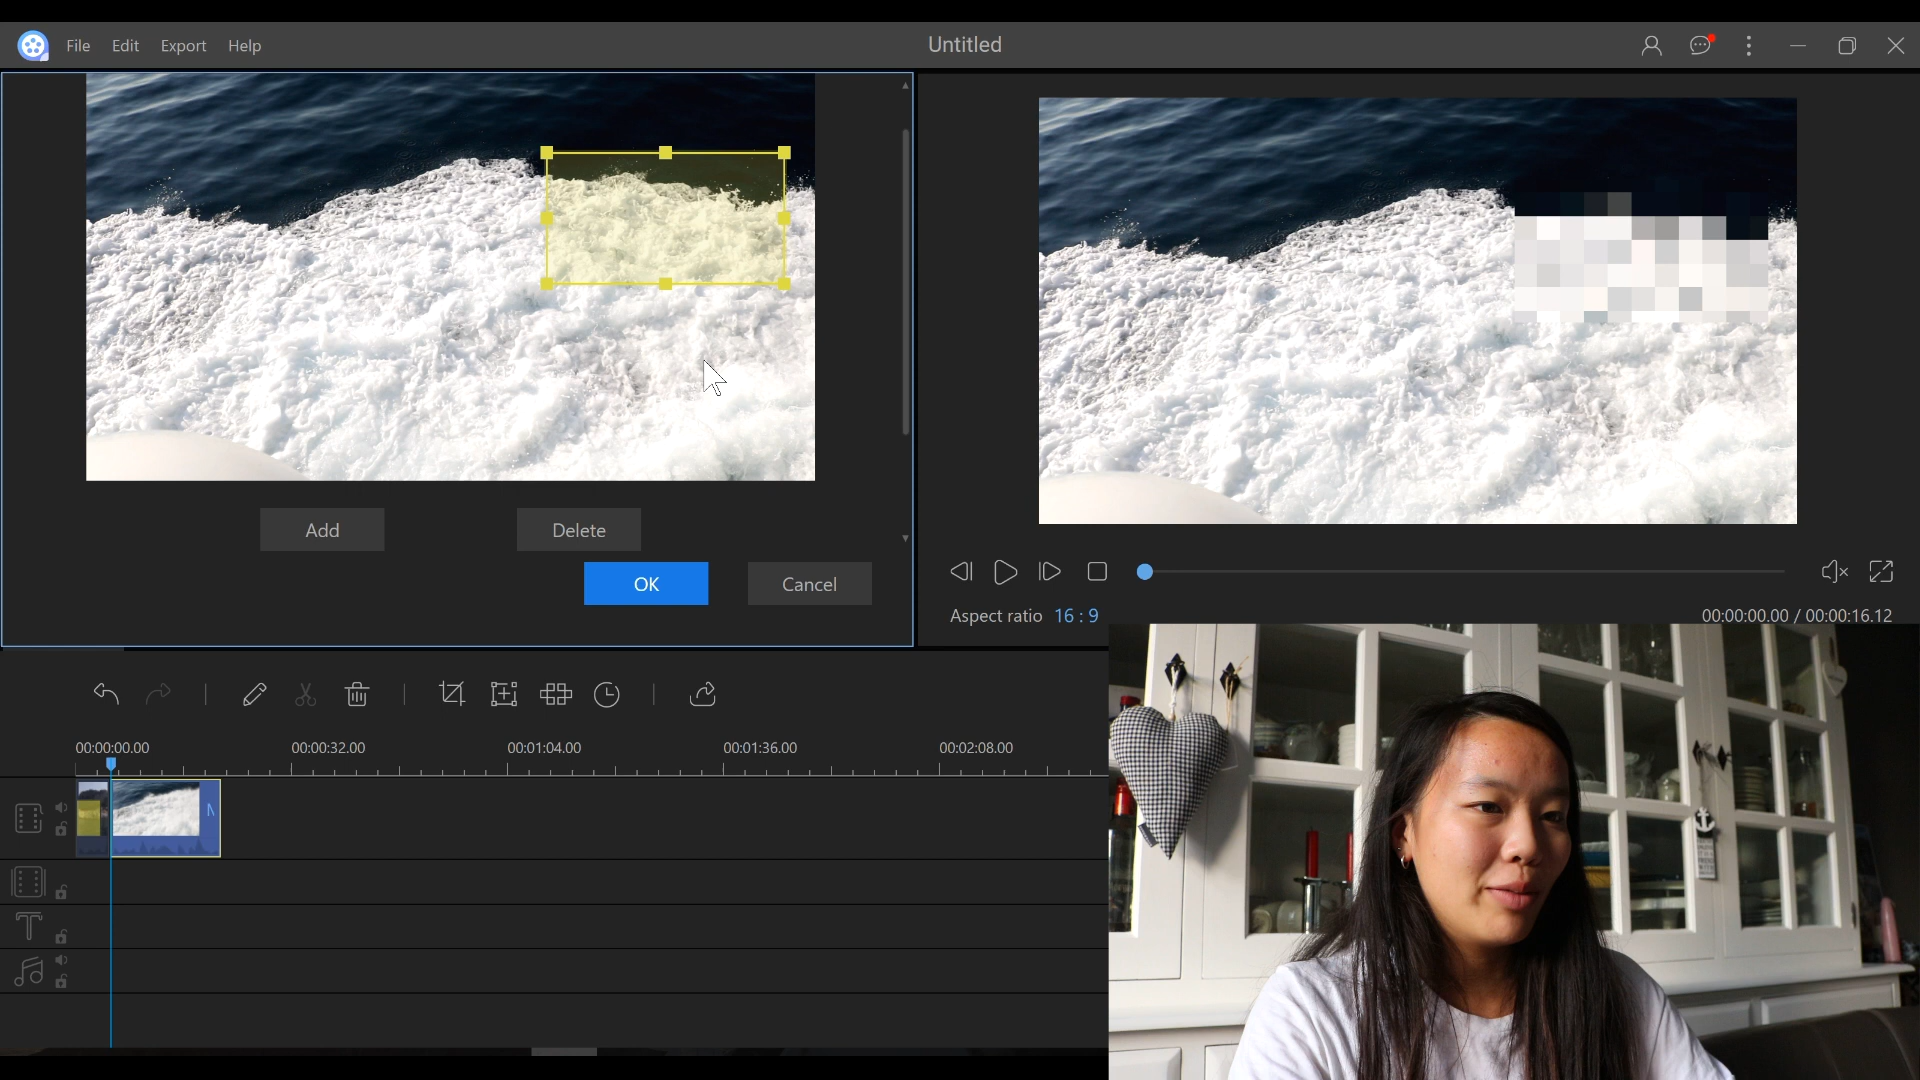 File Edit Export Help
Untitled
Add
Delete
OK
Cancel
Aspect ratio 16 : 9
00:00:00.00 / 00:00:16.12
00:00:00.00 00:00:32.00 00:01:04.00 00:01:36.00 00:02:08.00